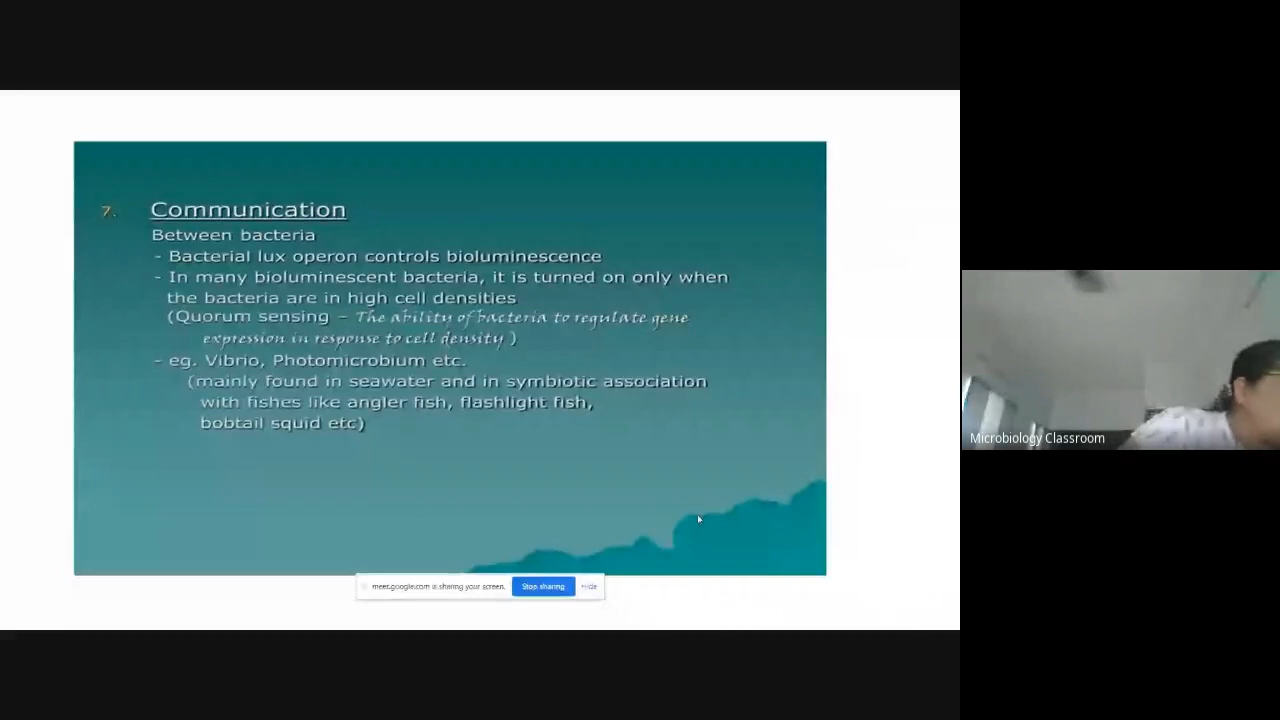 7. Communication
Between bacteria
- Bacterial lux operon controls bioluminescence
- In many bioluminescent bacteria, it is turned on only when
the bacteria are in high cell densities
(Quorum sensing – The ability of bacteria to regulate gene
expression in response to cell density )
- eg. Vibrio, Photomicrobium etc.
(mainly found in seawater and in symbiotic association
with fishes like angler fish, flashlight fish,
bobtail squid etc)
meet.google.com is sharing your screen. Stop sharing Hide
Microbiology Classroom